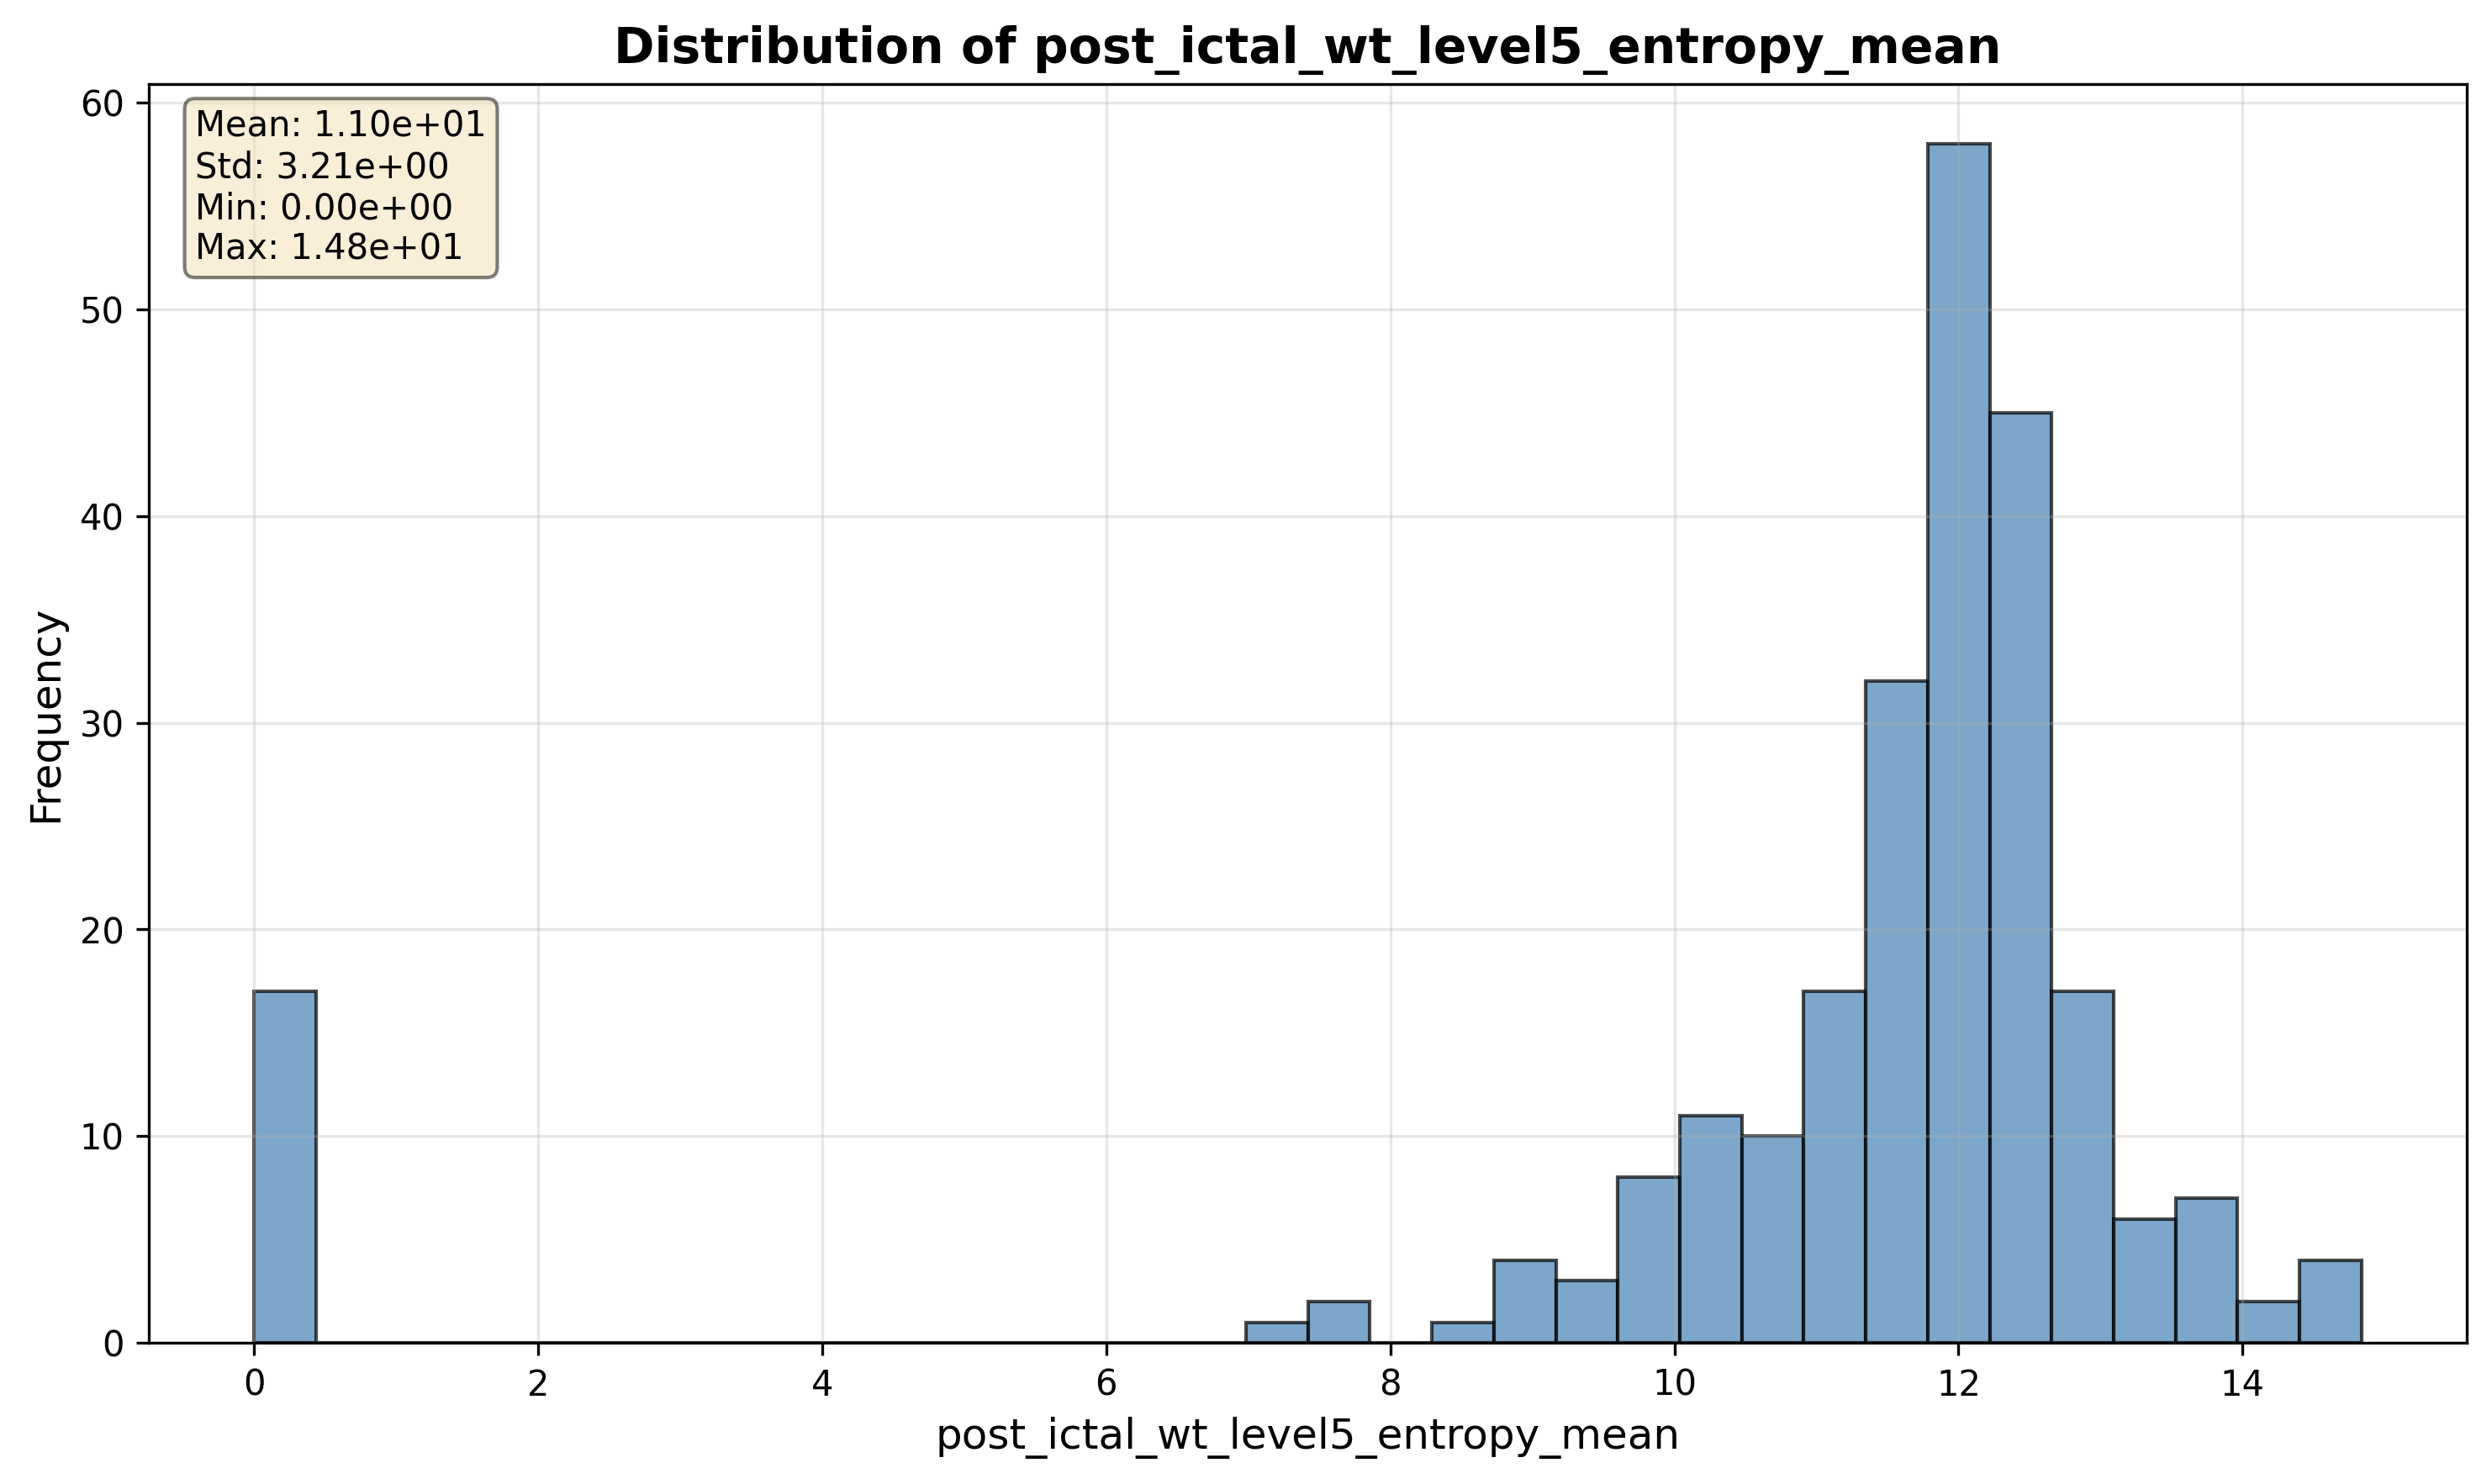 Distribution of post_ictal_wt_level5_entropy_mean
Mean: 1.10e+01
Std: 3.21e+00
Min: 0.00e+00
Max: 1.48e+01
60
50
40
30
20
10
0
Frequency
0 2 4 6 8 10 12 14
post_ictal_wt_level5_entropy_mean